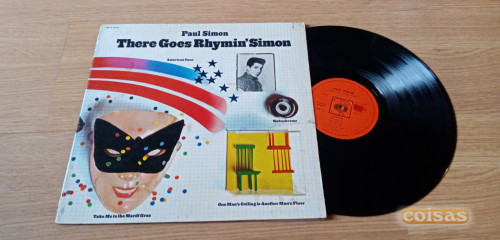 Paul Simon
There Goes Rhymin' Simon
American Tune
Kodachrome
Take Me to the Mardi Gras
One Man's Ceiling is Another Man's Floor
coisas